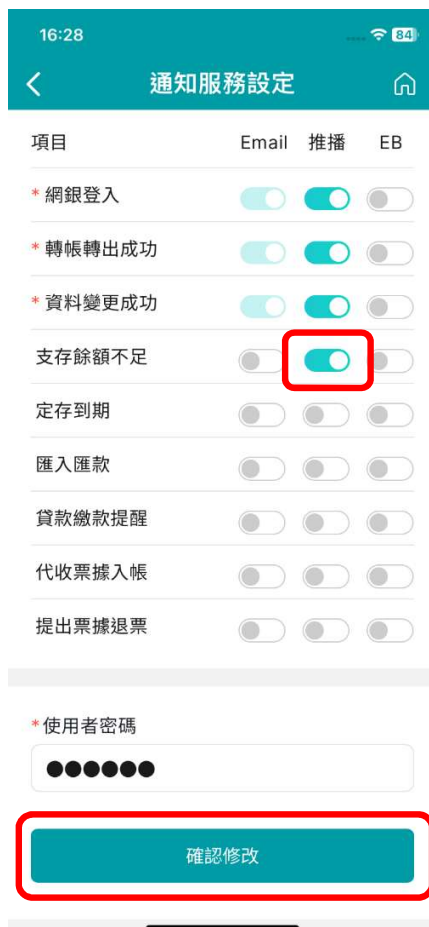 16:28
84
通知服務設定
項目 Email 推播 EB
* 網銀登入
* 轉帳轉出成功
* 資料變更成功
支存餘額不足
定存到期
匯入匯款
貸款繳款提醒
代收票據入帳
提出票據退票
*使用者密碼
●●●●●●
確認修改